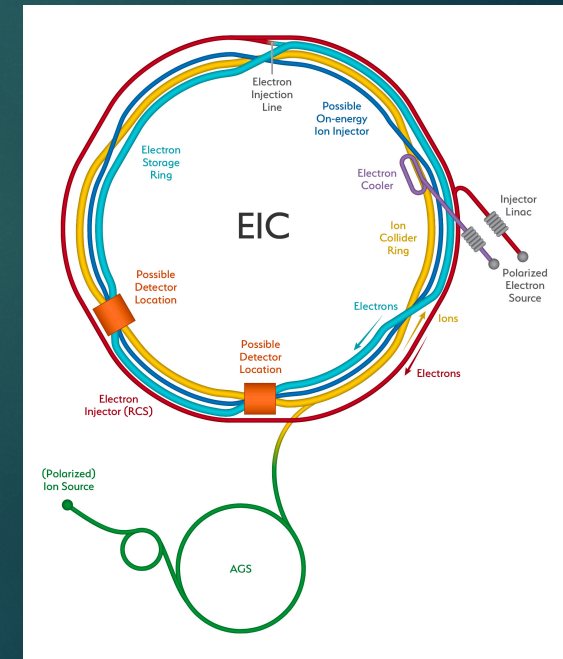 Electron
Injection
Line
Possible
On-energy
Ion Injector
Electron
Storage
Ring
Electron
Cooler
Injector
Linac
EIC
Ion
Collider
Ring
Polarized
Electron
Source
Possible
Detector
Location
Electrons
Ions
Possible
Detector
Location
Electrons
Electron
Injector (RCS)
(Polarized)
Ion Source
AGS